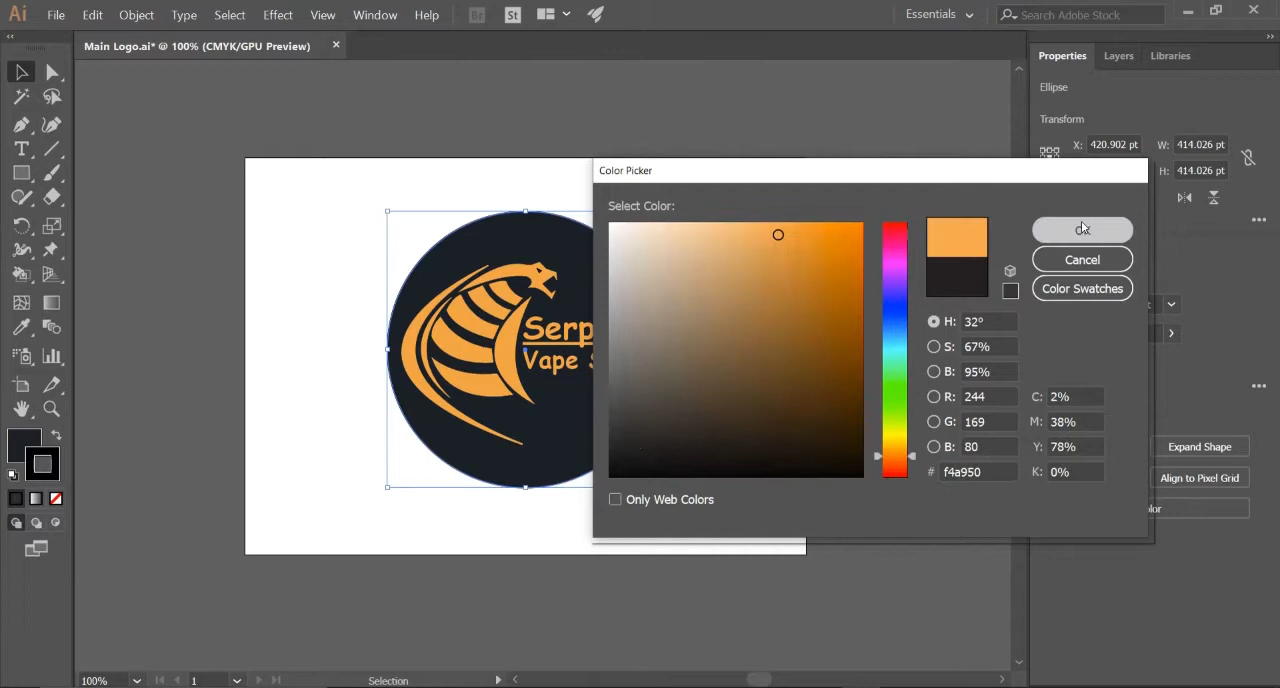 Ai File Edit Object Type Select Effect View Window Help Br St Essentials Search Adobe Stock
Main Logo.ai* @ 100% (CMYK/GPU Preview)
Properties Layers Libraries
Ellipse
Transform
X: 420.902 pt W: 414.026 pt
H: 414.026 pt
Color Picker
Select Color:
Cancel
Color Swatches
H: 32°
S: 67%
B: 95%
R: 244 C: 2%
G: 169 M: 38%
B: 80 Y: 78%
# f4a950 K: 0%
Only Web Colors
Serp
Vape S
Expand Shape
Align to Pixel Grid
lor
100% 1 Selection